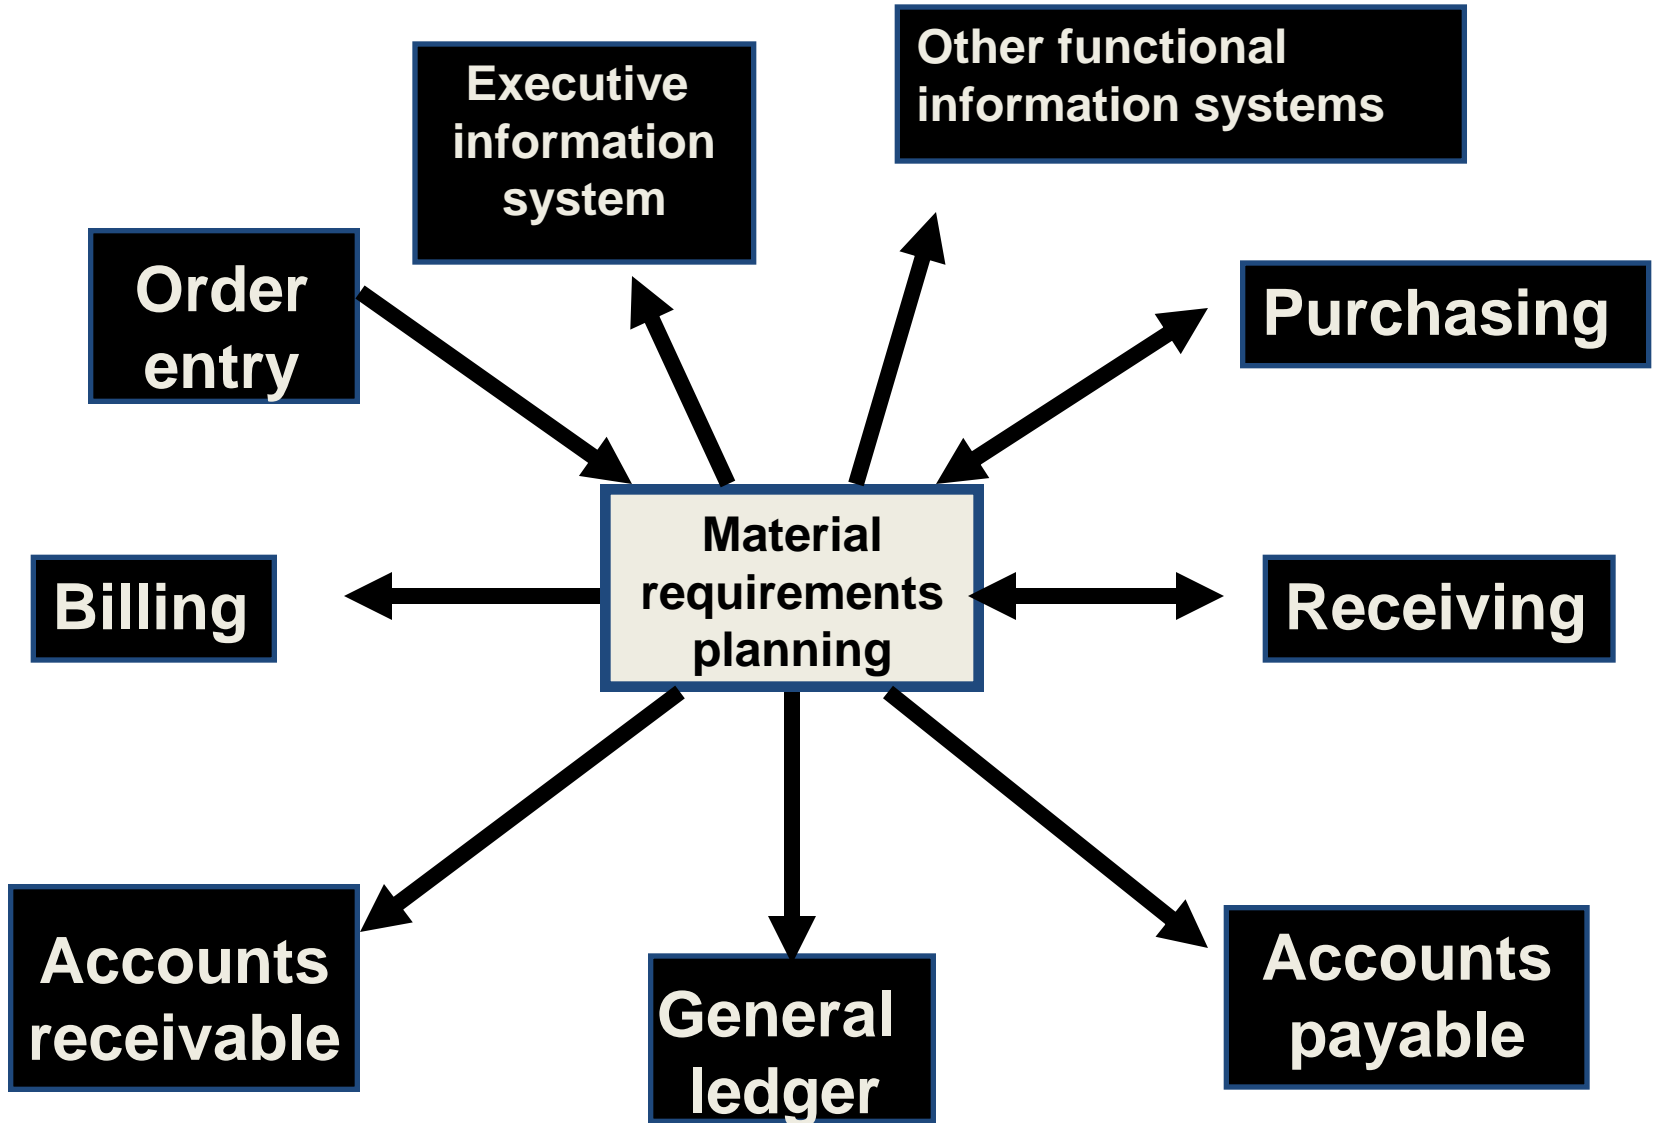 Executive
information
system
Other functional
information systems
Order
entry
Purchasing
Material
requirements
planning
Billing
Receiving
Accounts
receivable
General
ledger
Accounts
payable